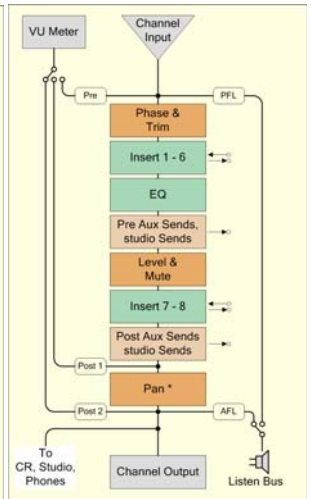 VU Meter
Channel
Input
Pre
PFL
Phase &
Trim
Insert 1 - 6
EQ
Pre Aux Sends,
studio Sends
Level &
Mute
Insert 7 - 8
Post Aux Sends
studio Sends
Post 1
Pan *
Post 2
AFL
To
CR, Studio,
Phones
Channel Output
Listen Bus